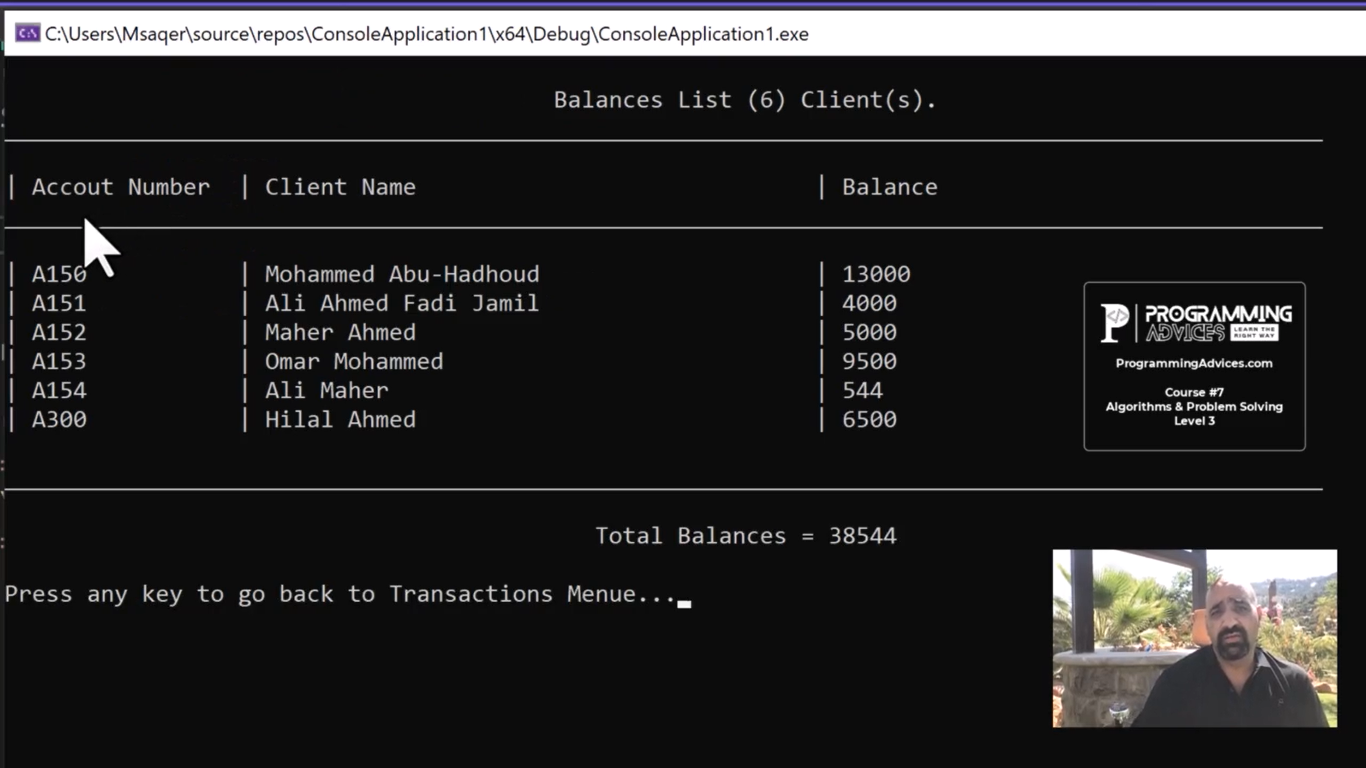 C:\Users\Msaqer\source\repos\ConsoleApplication1\x64\Debug\ConsoleApplication1.exe
Balances List (6) Client(s).
| Accout Number | Client Name | Balance
| A150 | Mohammed Abu-Hadhoud | 13000
| A151 | Ali Ahmed Fadi Jamil | 4000
| A152 | Maher Ahmed | 5000
| A153 | Omar Mohammed | 9500
| A154 | Ali Maher | 544
| A300 | Hilal Ahmed | 6500
PROGRAMMING
ADVICES LEARN THE RIGHT WAY
ProgrammingAdvices.com
Course #7
Algorithms & Problem Solving
Level 3
Total Balances = 38544
Press any key to go back to Transactions Menue...